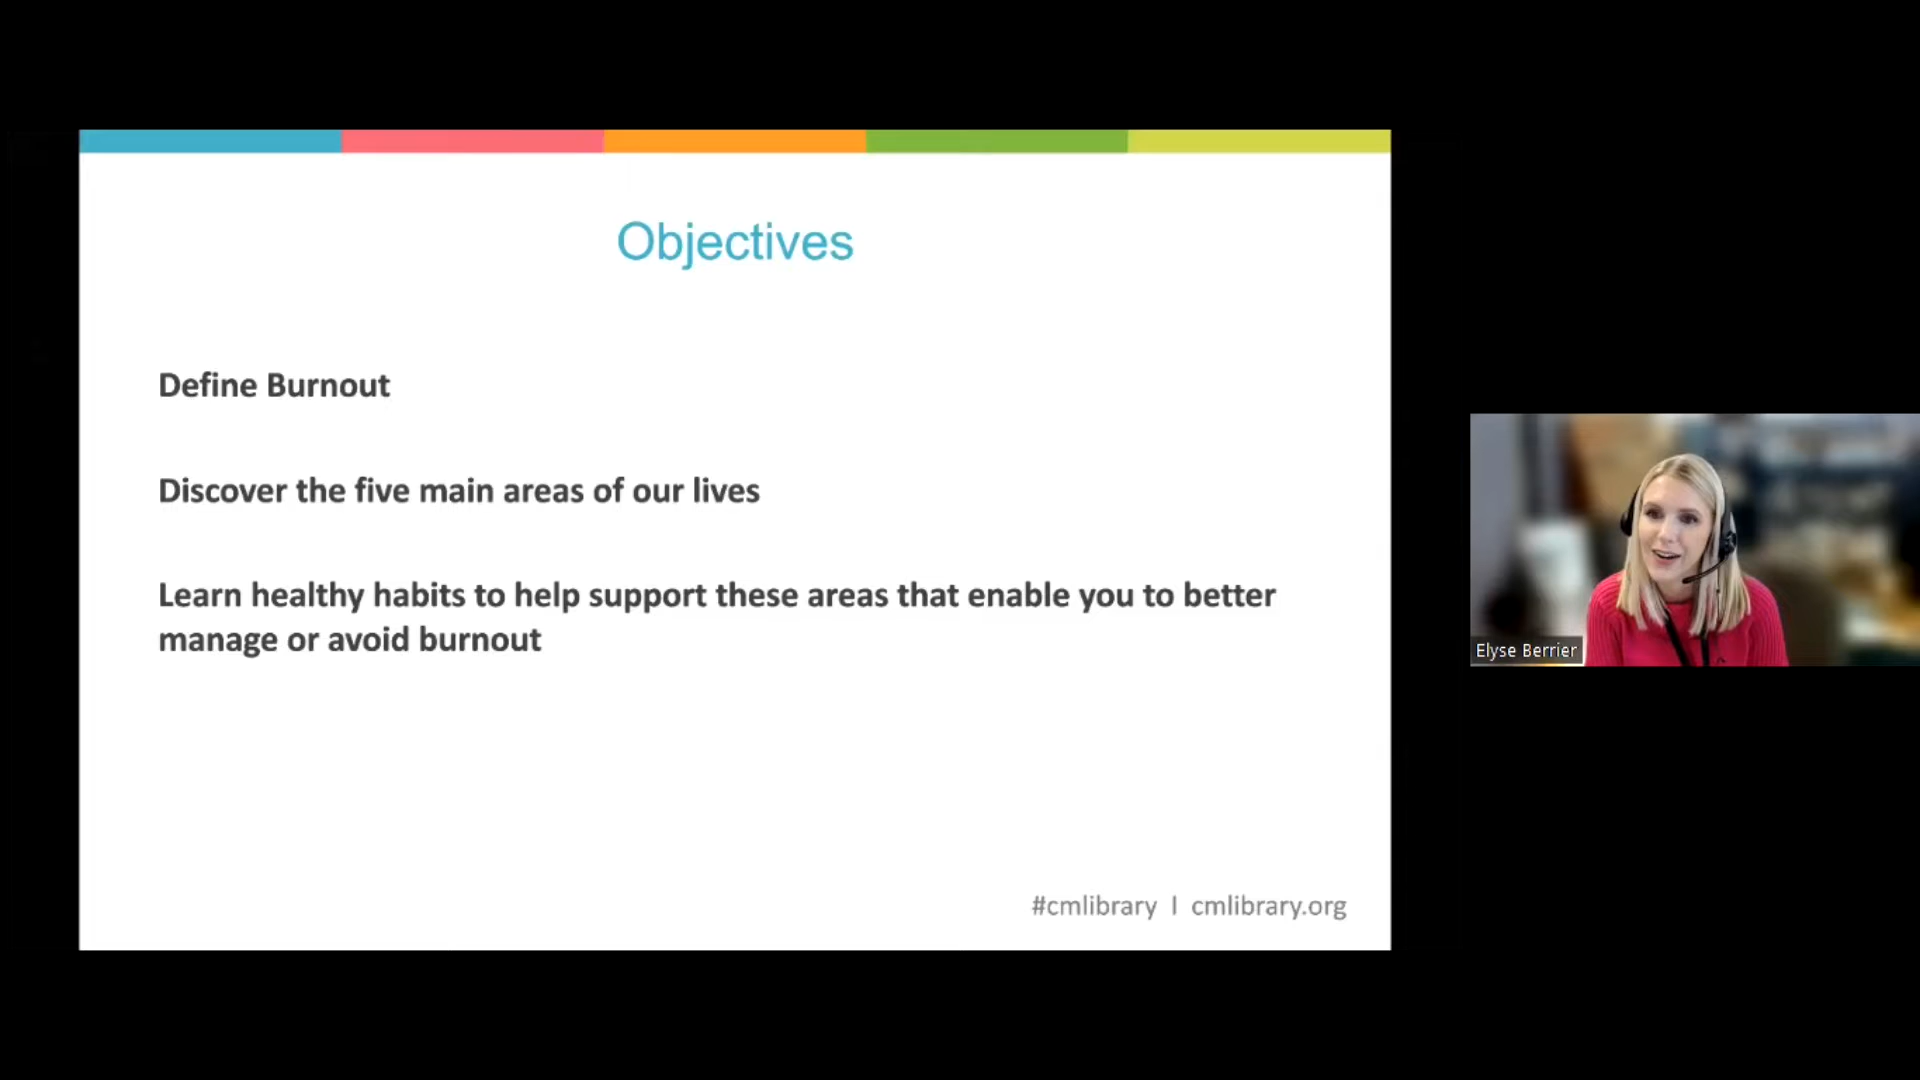 Objectives
Define Burnout
Discover the five main areas of our lives
Learn healthy habits to help support these areas that enable you to better
manage or avoid burnout
#cmlibrary I cmlibrary.org
Elyse Berrier